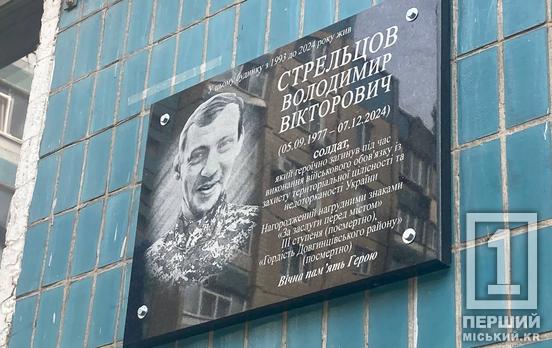 У цьому будинку з 1993 до 2024 року жив
СТРЕЛЬЦОВ
ВОЛОДИМИР
ВІКТОРОВИЧ
(05.09.1977 – 07.12.2024)
солдат,
який героїчно загинув під час
виконання військового обов'язку із
захисту територіальної цілісності та
недоторканості України
Нагороджений нагрудними знаками
«За заслуги перед містом»
ІІІ ступеня (посмертно),
«Гордість Довгинцівського району»
(посмертно)
Вічна пам'ять Герою
1
ПЕРШИЙ
МІСЬКИЙ.KR